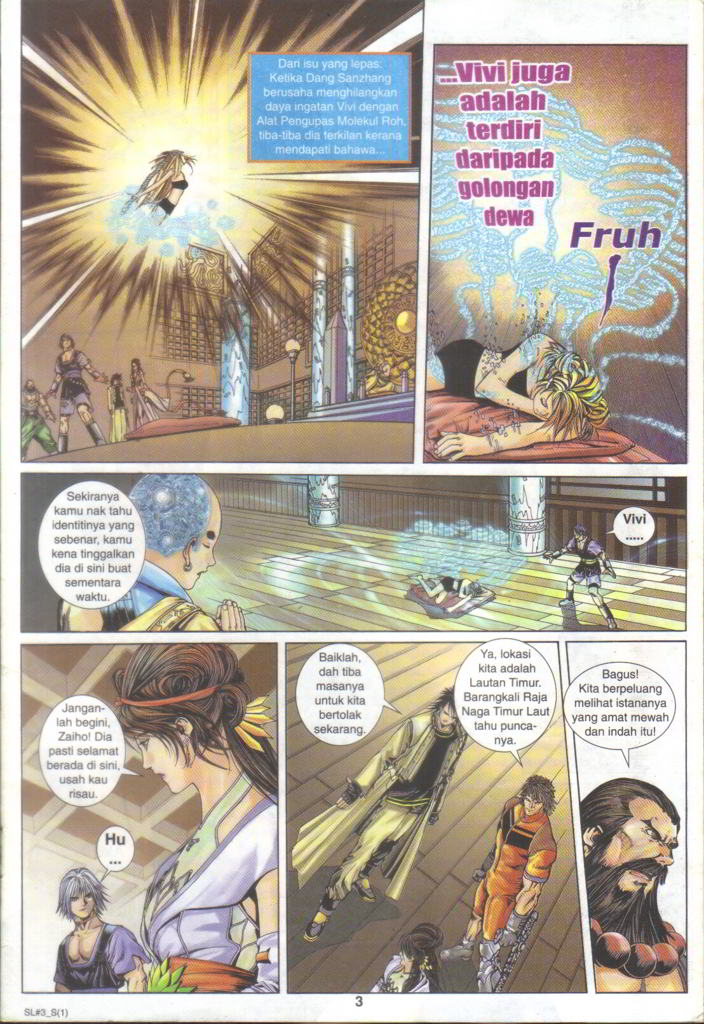 Dari isu yang lepas:
Ketika Dang Sanzhang
berusaha menghilangkan
daya ingatan Vivi dengan
Alat Pengupas Molekul Roh,
tiba-tiba dia terkilan kerana
mendapati bahawa...
...Vivi juga
adalah
terdiri
daripada
golongan
dewa
Fruh
Sekiranya
kamu nak tahu
identitinya yang
sebenar, kamu
kena tinggalkan
dia di sini buat
sementara
waktu.
Vivi
.....
Jangan-
lah begini,
Zaiho! Dia
pasti selamat
berada di sini,
usah kau
risau.
Hu
...
Baiklah,
dah tiba
masanya
untuk kita
bertolak
sekarang.
Ya, lokasi
kita adalah
Lautan Timur.
Barangkali Raja
Naga Timur Laut
tahu punca-
nya.
Bagus!
Kita berpeluang
melihat istananya
yang amat mewah
dan indah itu!
SL#3_S(1)
3